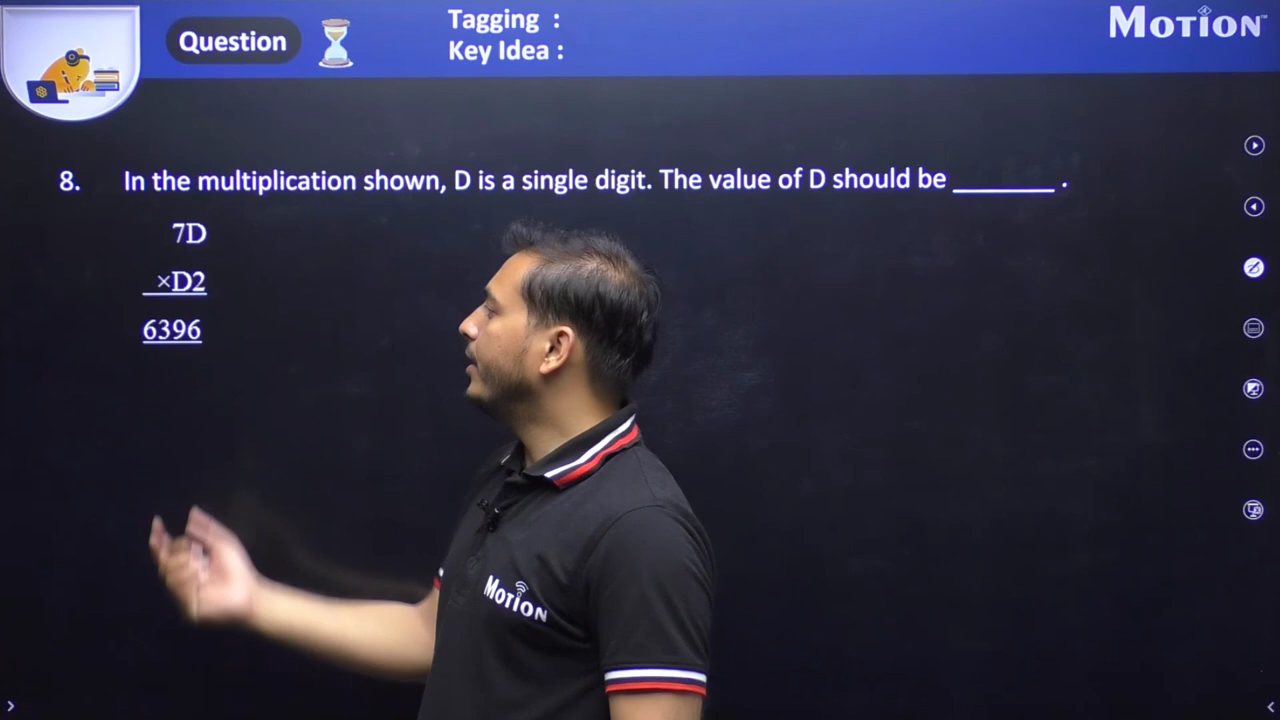 Question
Tagging :
Key Idea :
MOTION™
8. In the multiplication shown, D is a single digit. The value of D should be ________ .
7D
×D2
6396
MOTION